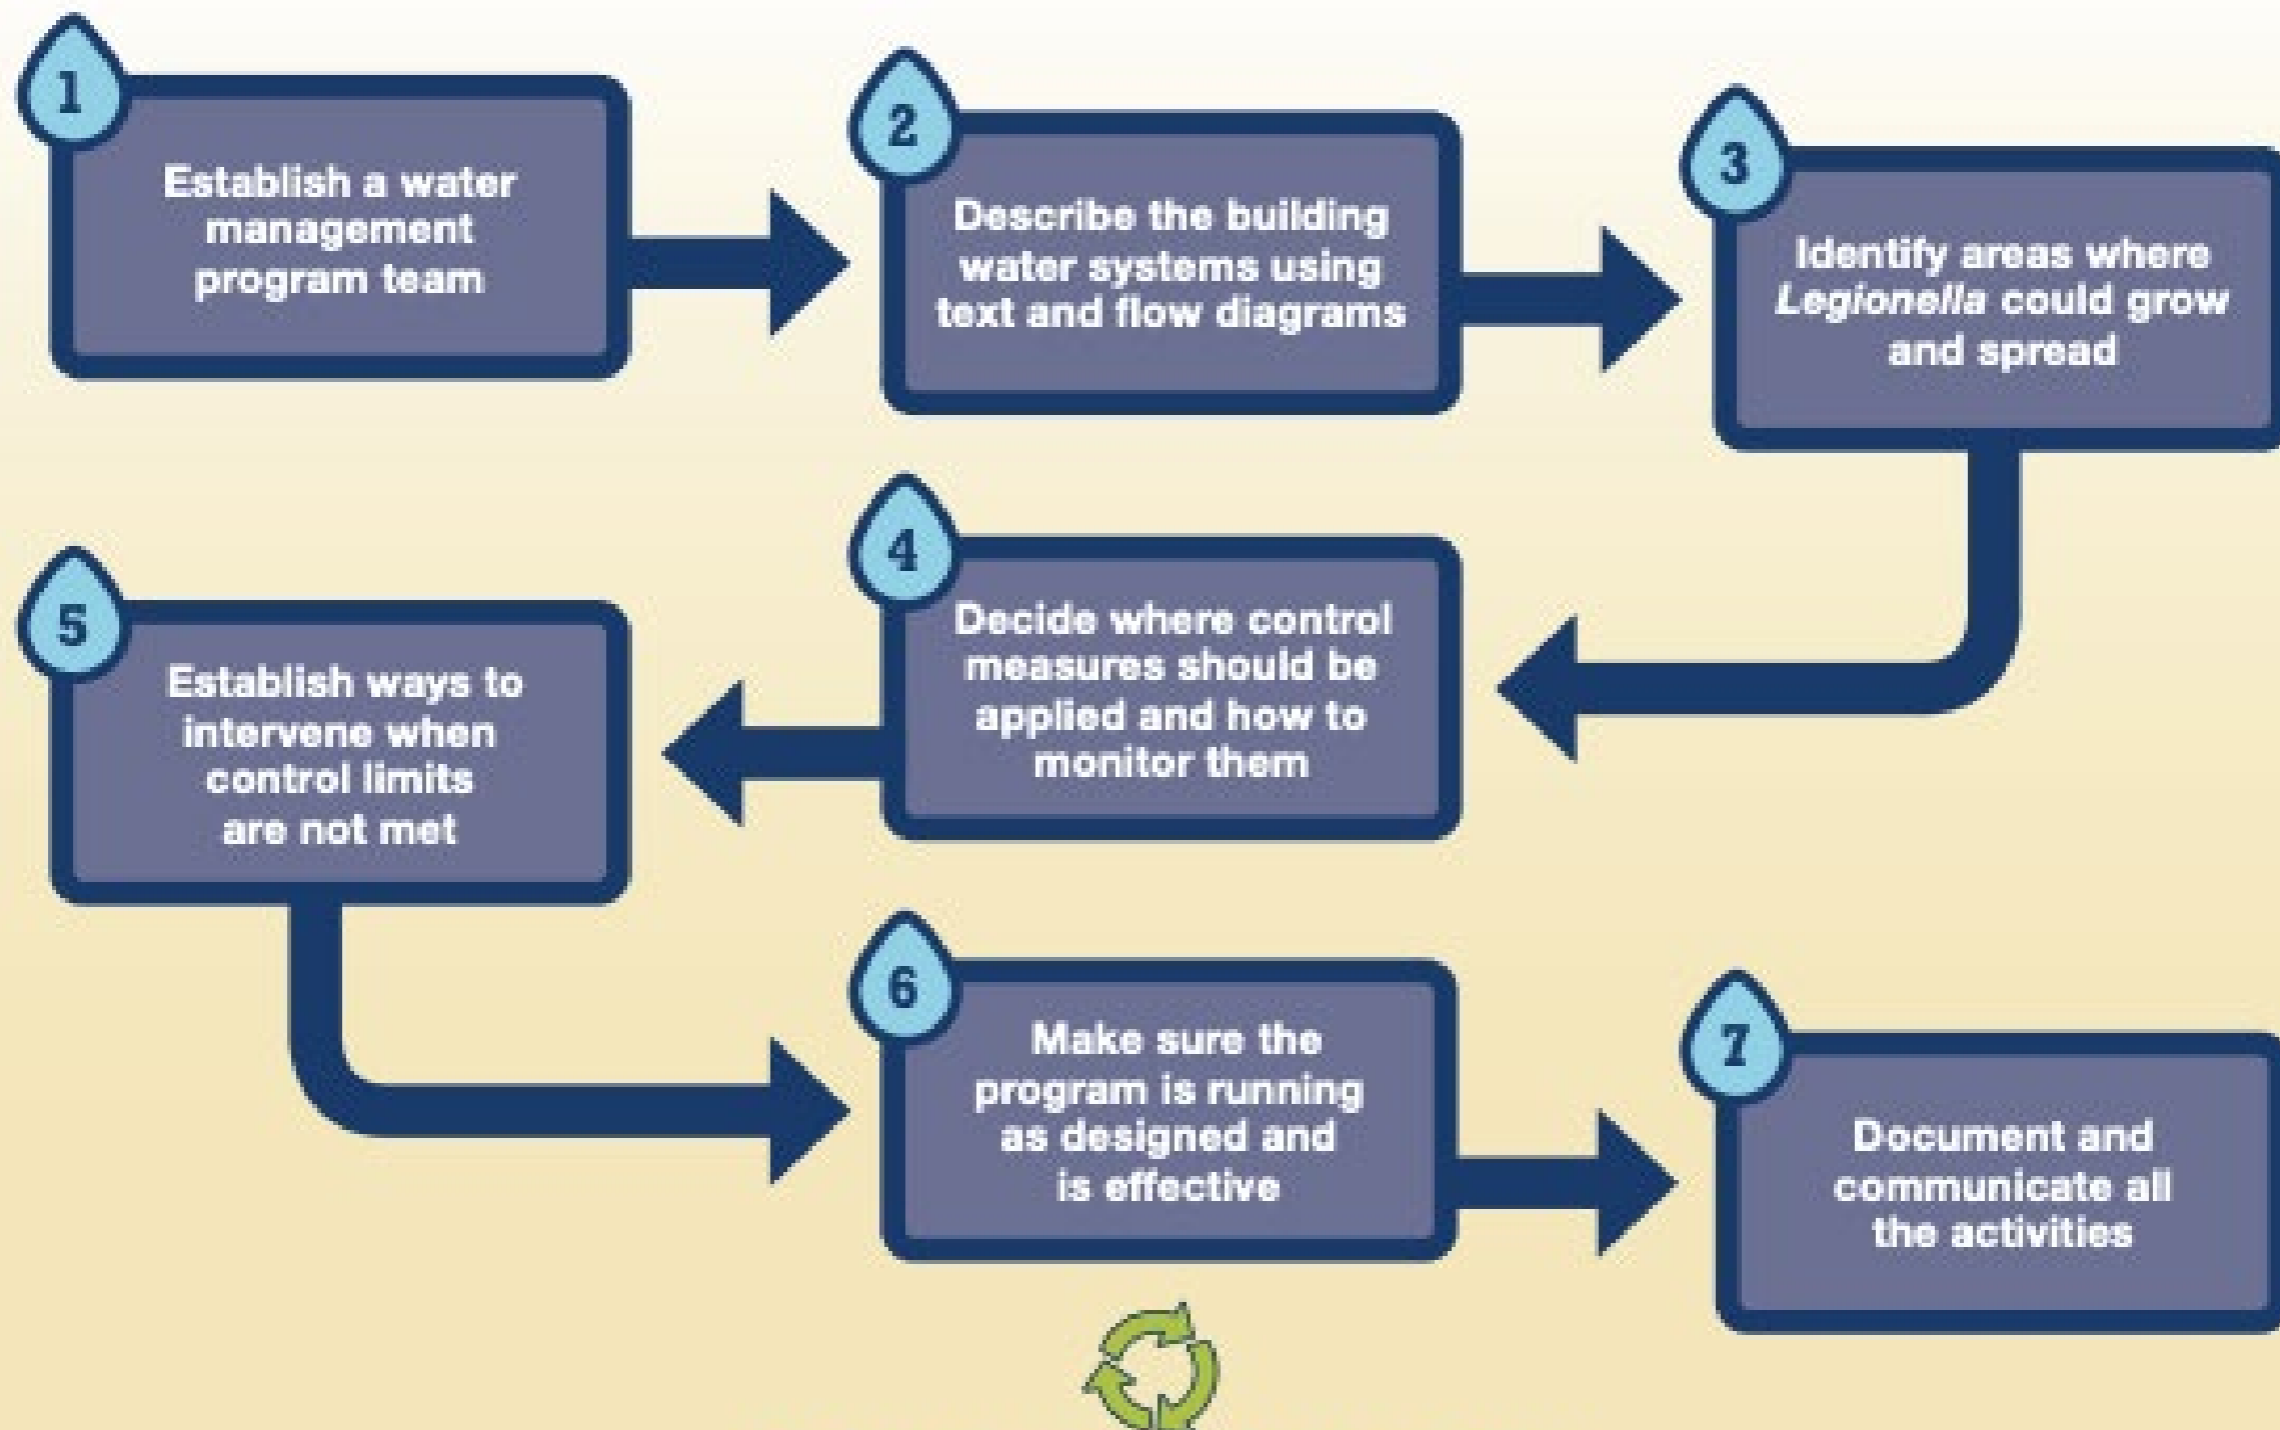 1
Establish a water
management
program team
2
Describe the building
water systems using
text and flow diagrams
3
Identify areas where
Legionella could grow
and spread
4
Decide where control
measures should be
applied and how to
monitor them
5
Establish ways to
intervene when
control limits
are not met
6
Make sure the
program is running
as designed and
is effective
7
Document and
communicate all
the activities